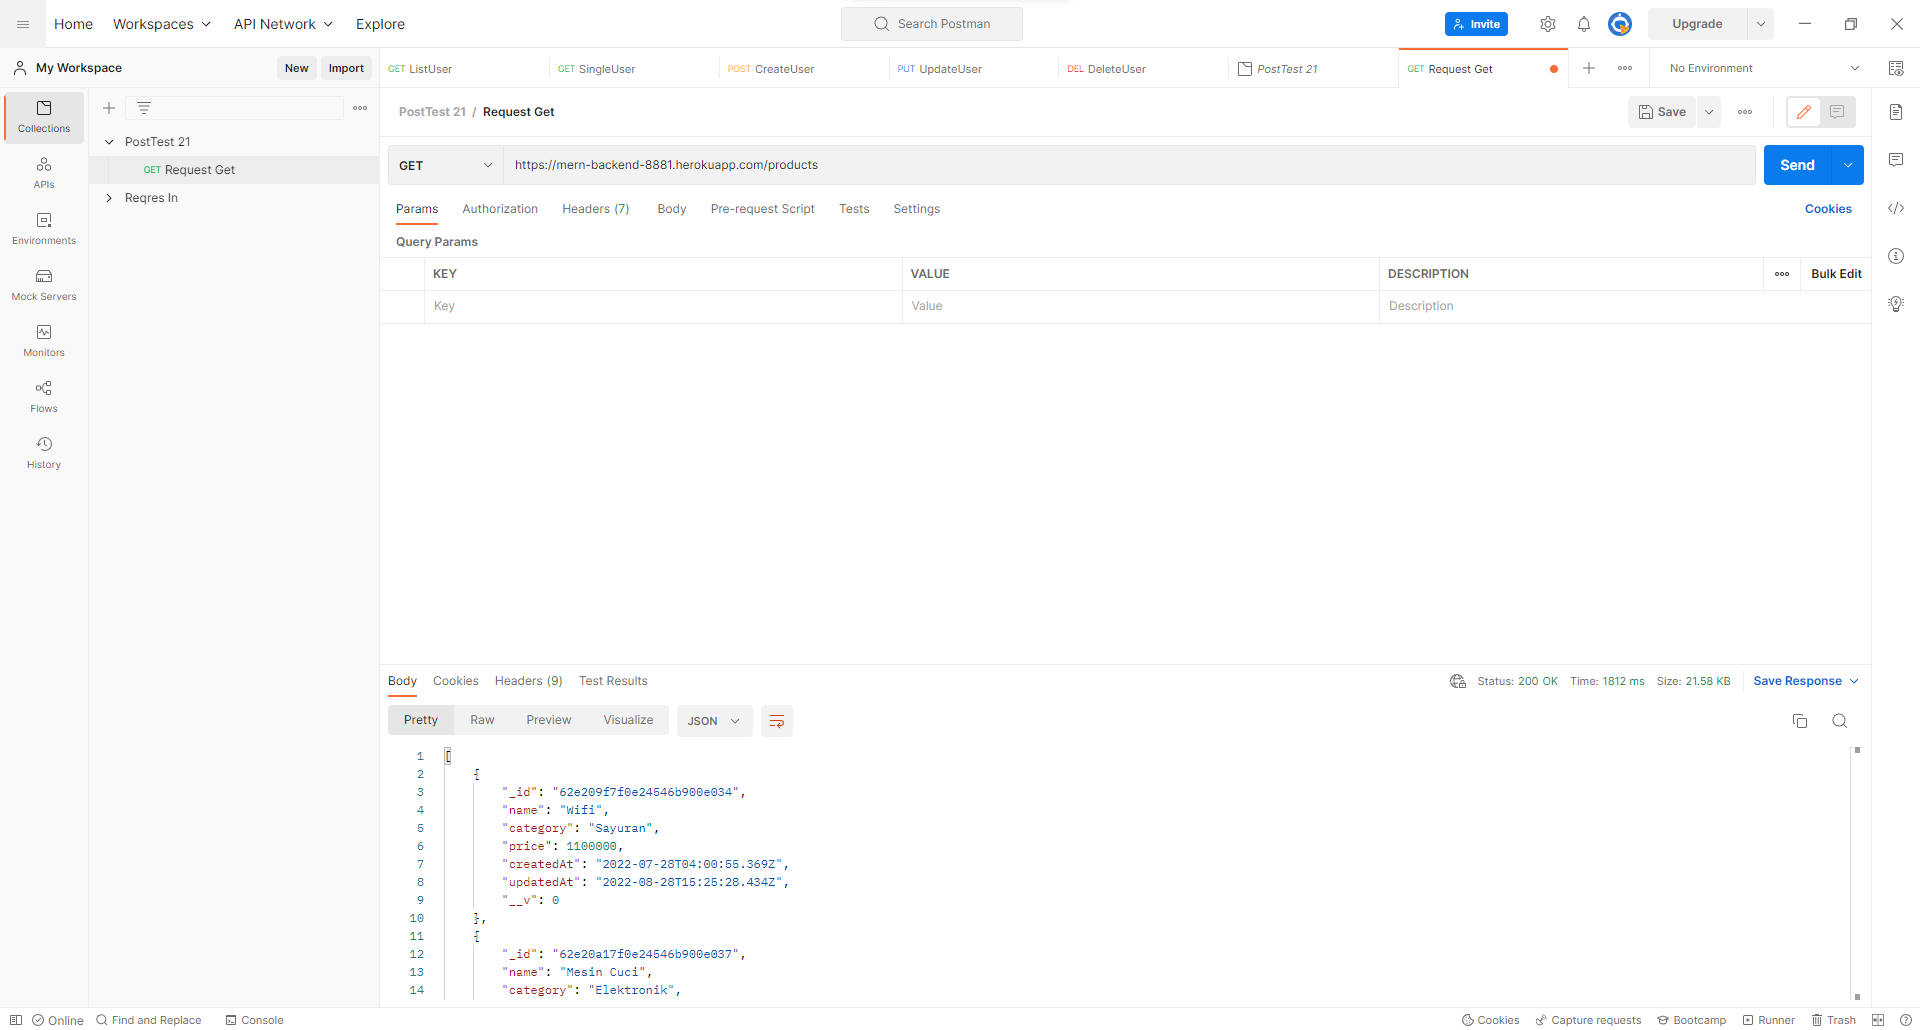 Home Workspaces API Network Explore Search Postman Invite Upgrade
My Workspace New Import GET ListUser GET SingleUser POST CreateUser PUT UpdateUser DEL DeleteUser PostTest 21 GET Request Get No Environment
Collections
APIs
Environments
Mock Servers
Monitors
Flows
History
PostTest 21
GET Request Get
Reqres In
PostTest 21 / Request Get Save
GET https://mern-backend-8881.herokuapp.com/products Send
Params Authorization Headers (7) Body Pre-request Script Tests Settings Cookies
Query Params
KEY VALUE DESCRIPTION Bulk Edit
Key Value Description
Body Cookies Headers (9) Test Results Status: 200 OK Time: 1812 ms Size: 21.58 KB Save Response
Pretty Raw Preview Visualize JSON
1 [
2 {
3 "_id": "62e209f7f0e24546b900e034",
4 "name": "Wifi",
5 "category": "Sayuran",
6 "price": 1100000,
7 "createdAt": "2022-07-28T04:00:55.369Z",
8 "updatedAt": "2022-08-28T15:25:28.434Z",
9 "__v": 0
10 },
11 {
12 "_id": "62e20a17f0e24546b900e037",
13 "name": "Mesin Cuci",
14 "category": "Elektronik",
Online Find and Replace Console Cookies Capture requests Bootcamp Runner Trash